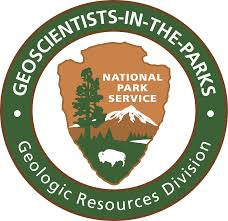 GEOSCIENTISTS-IN-THE-PARKS
NATIONAL
PARK
SERVICE
Geologic Resources Division